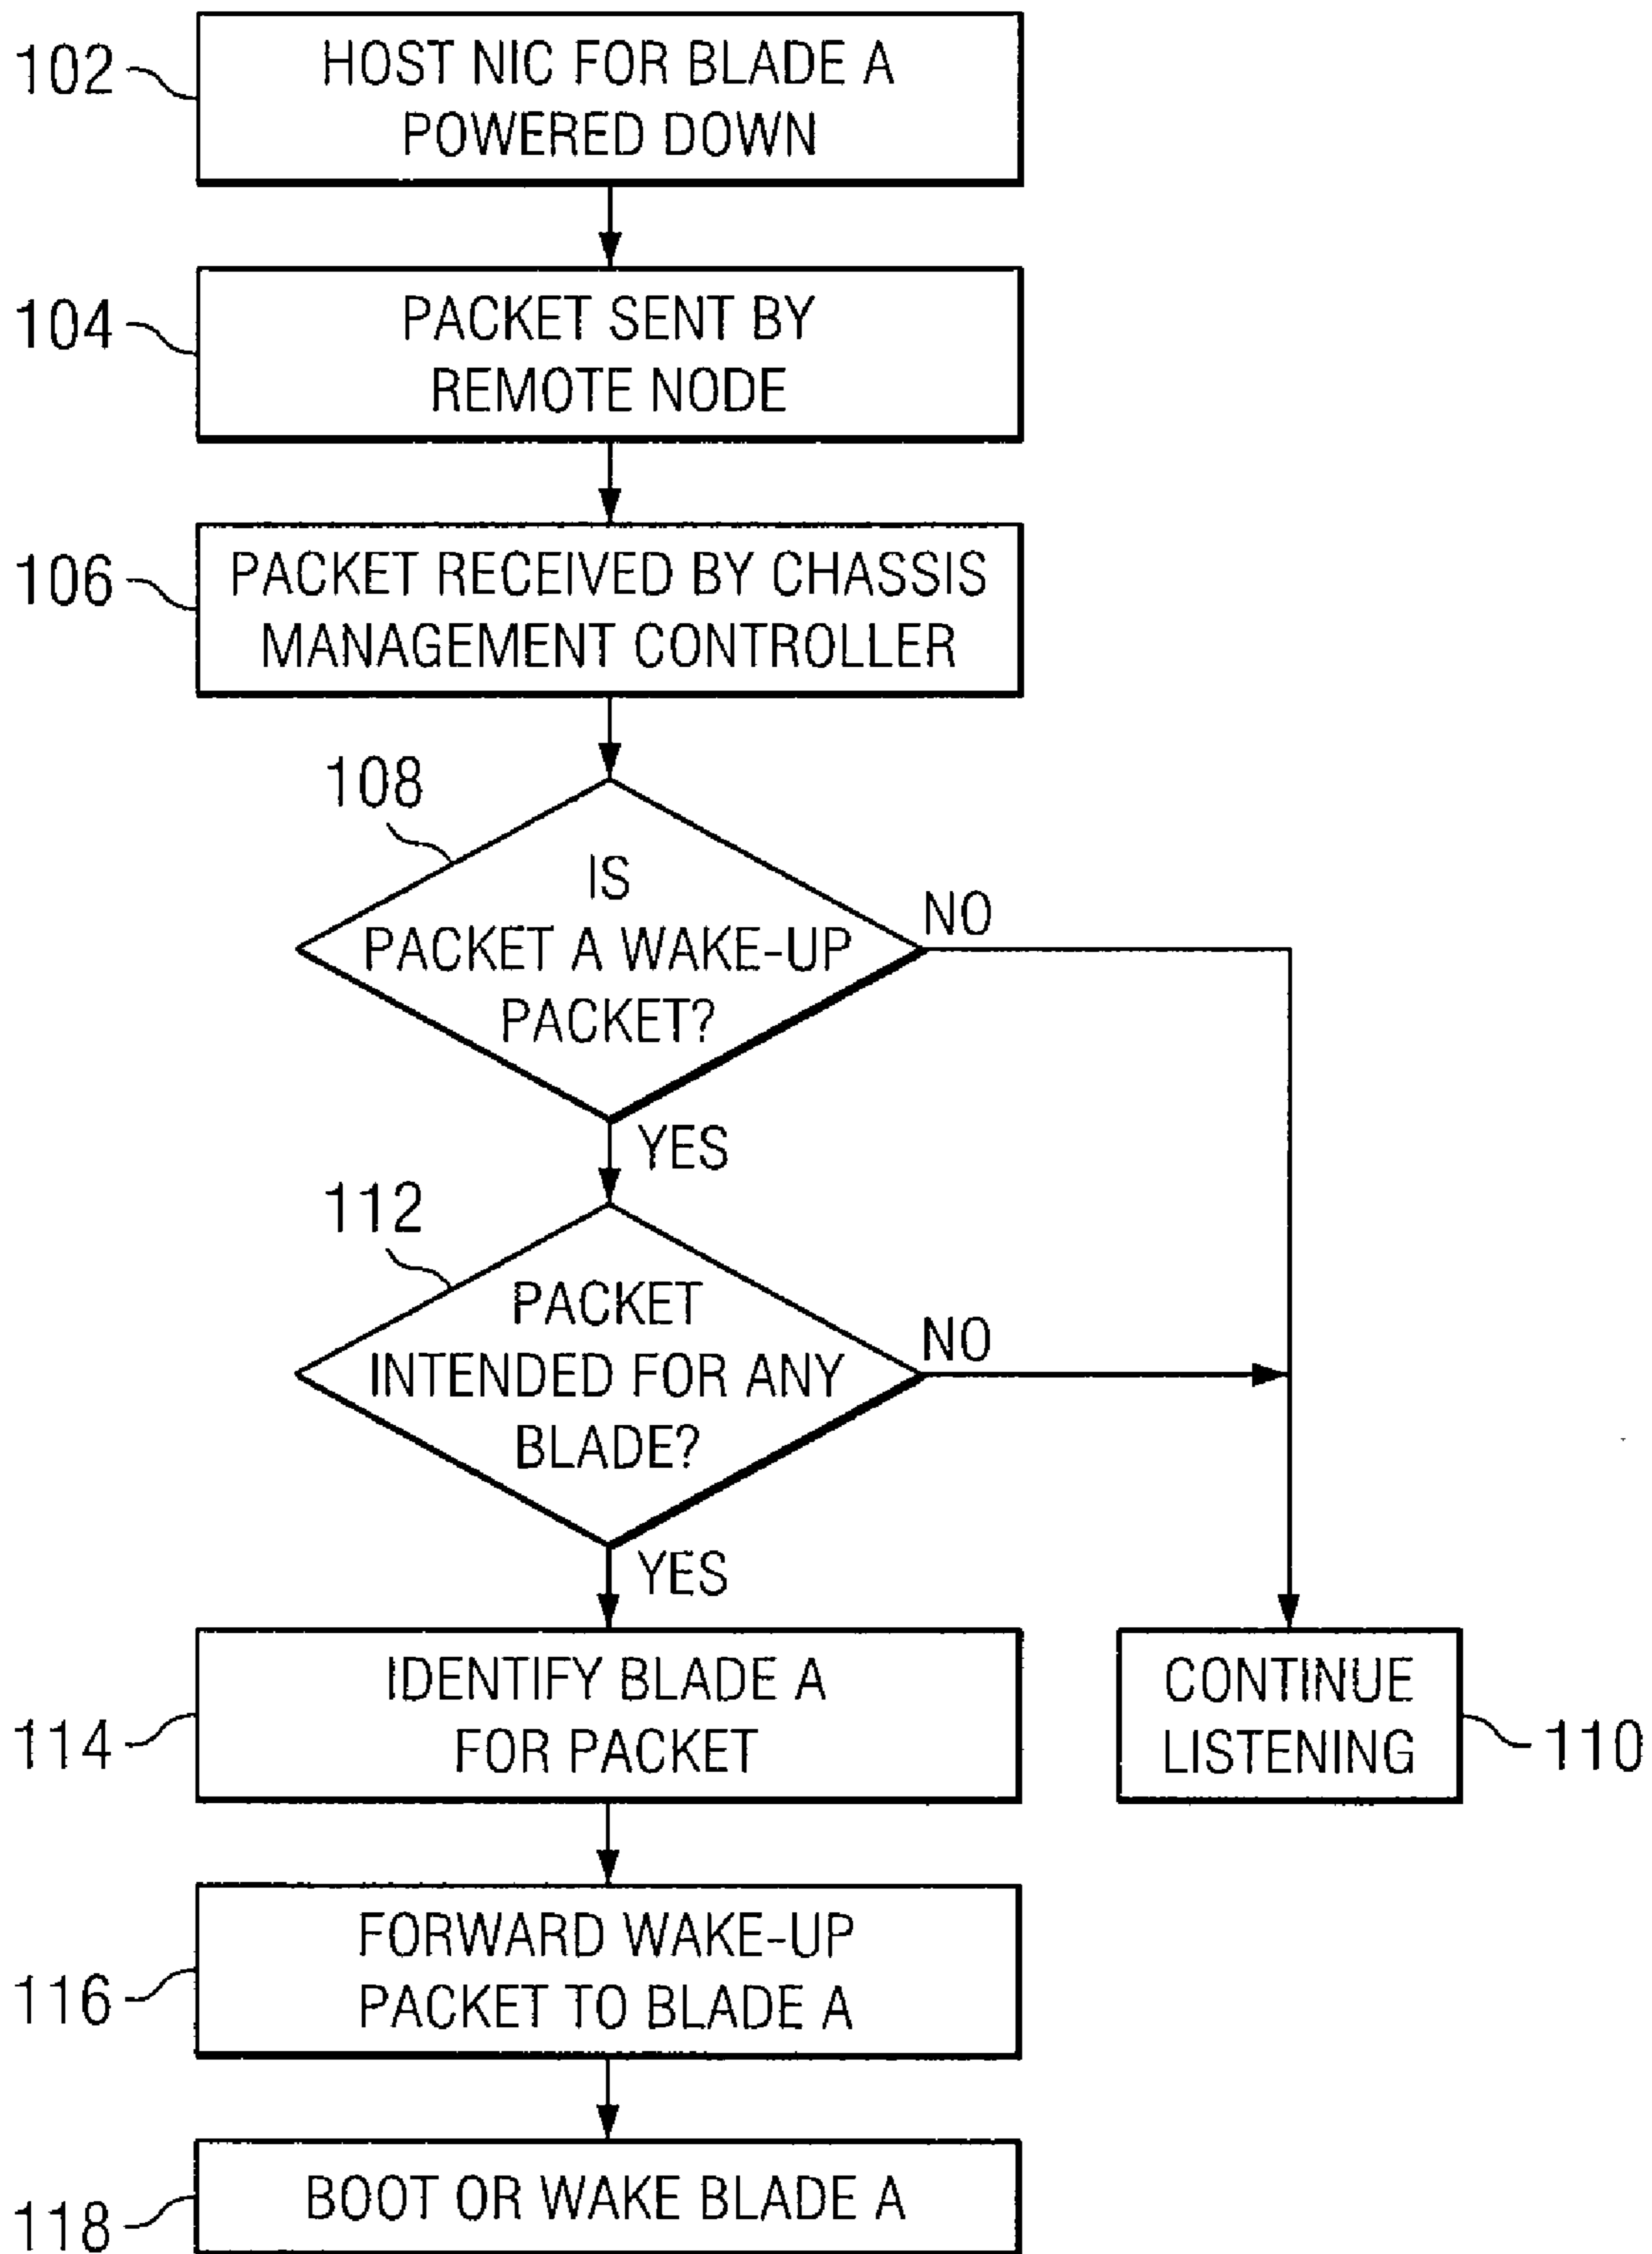 102
HOST NIC FOR BLADE A
POWERED DOWN
104
PACKET SENT BY
REMOTE NODE
106
PACKET RECEIVED BY CHASSIS
MANAGEMENT CONTROLLER
108
IS
PACKET A WAKE-UP
PACKET?
NO
YES
112
PACKET
INTENDED FOR ANY
BLADE?
NO
YES
114
IDENTIFY BLADE A
FOR PACKET
CONTINUE
LISTENING
110
116
FORWARD WAKE-UP
PACKET TO BLADE A
118
BOOT OR WAKE BLADE A